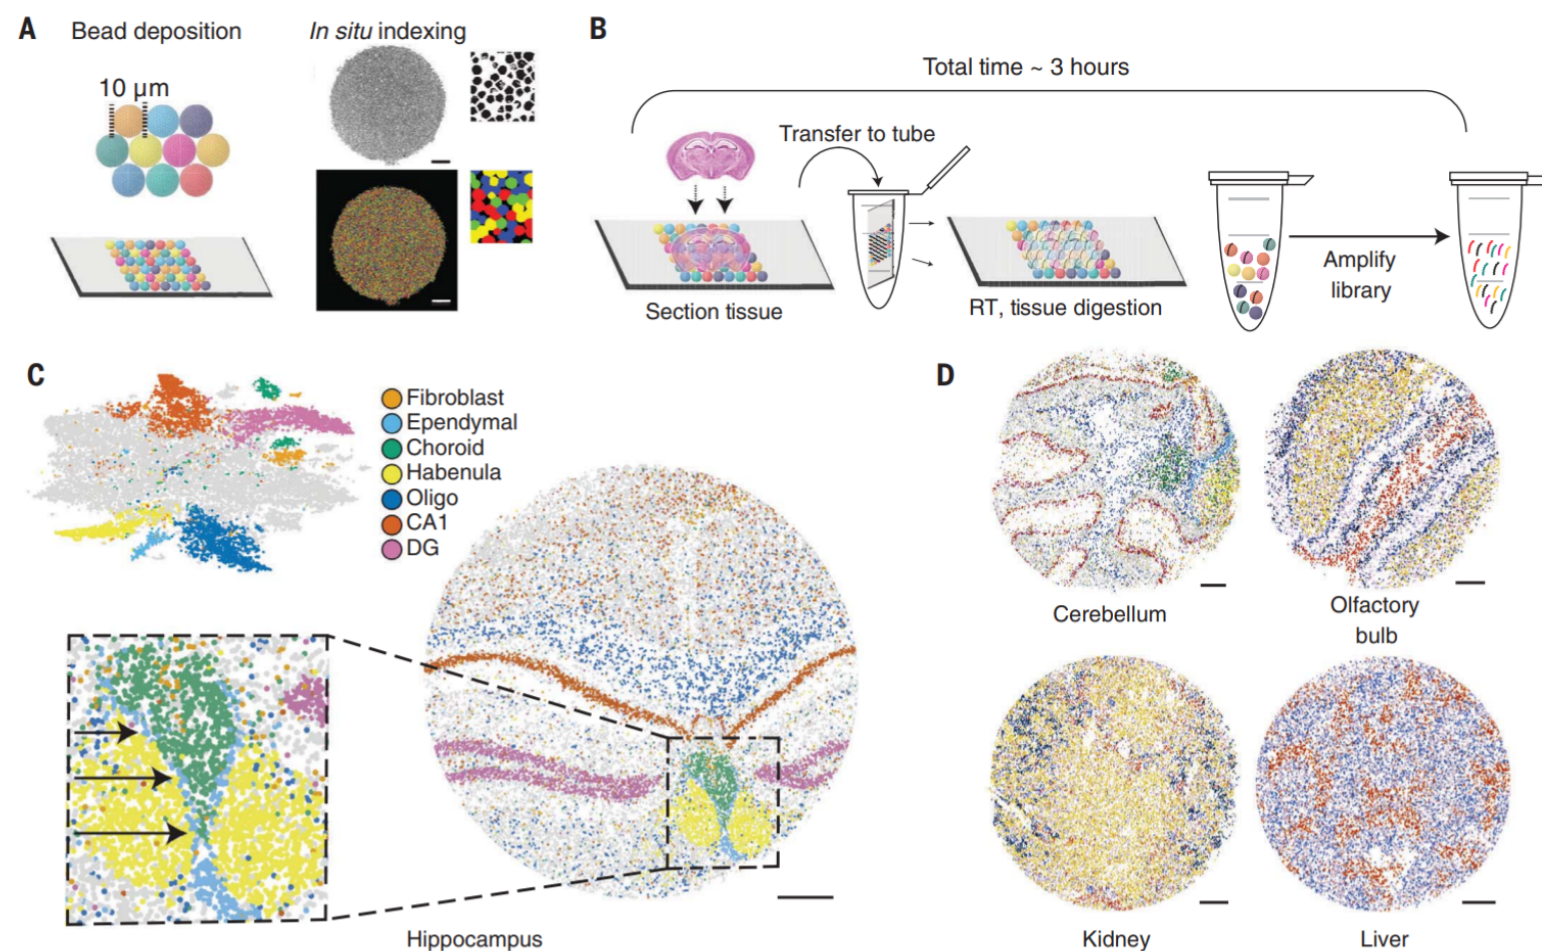 A
Bead deposition
In situ indexing
10 μm
B
Total time ~ 3 hours
Transfer to tube
Section tissue
RT, tissue digestion
Amplify
library
C
Fibroblast
Ependymal
Choroid
Habenula
Oligo
CA1
DG
Hippocampus
D
Cerebellum
Olfactory
bulb
Kidney
Liver